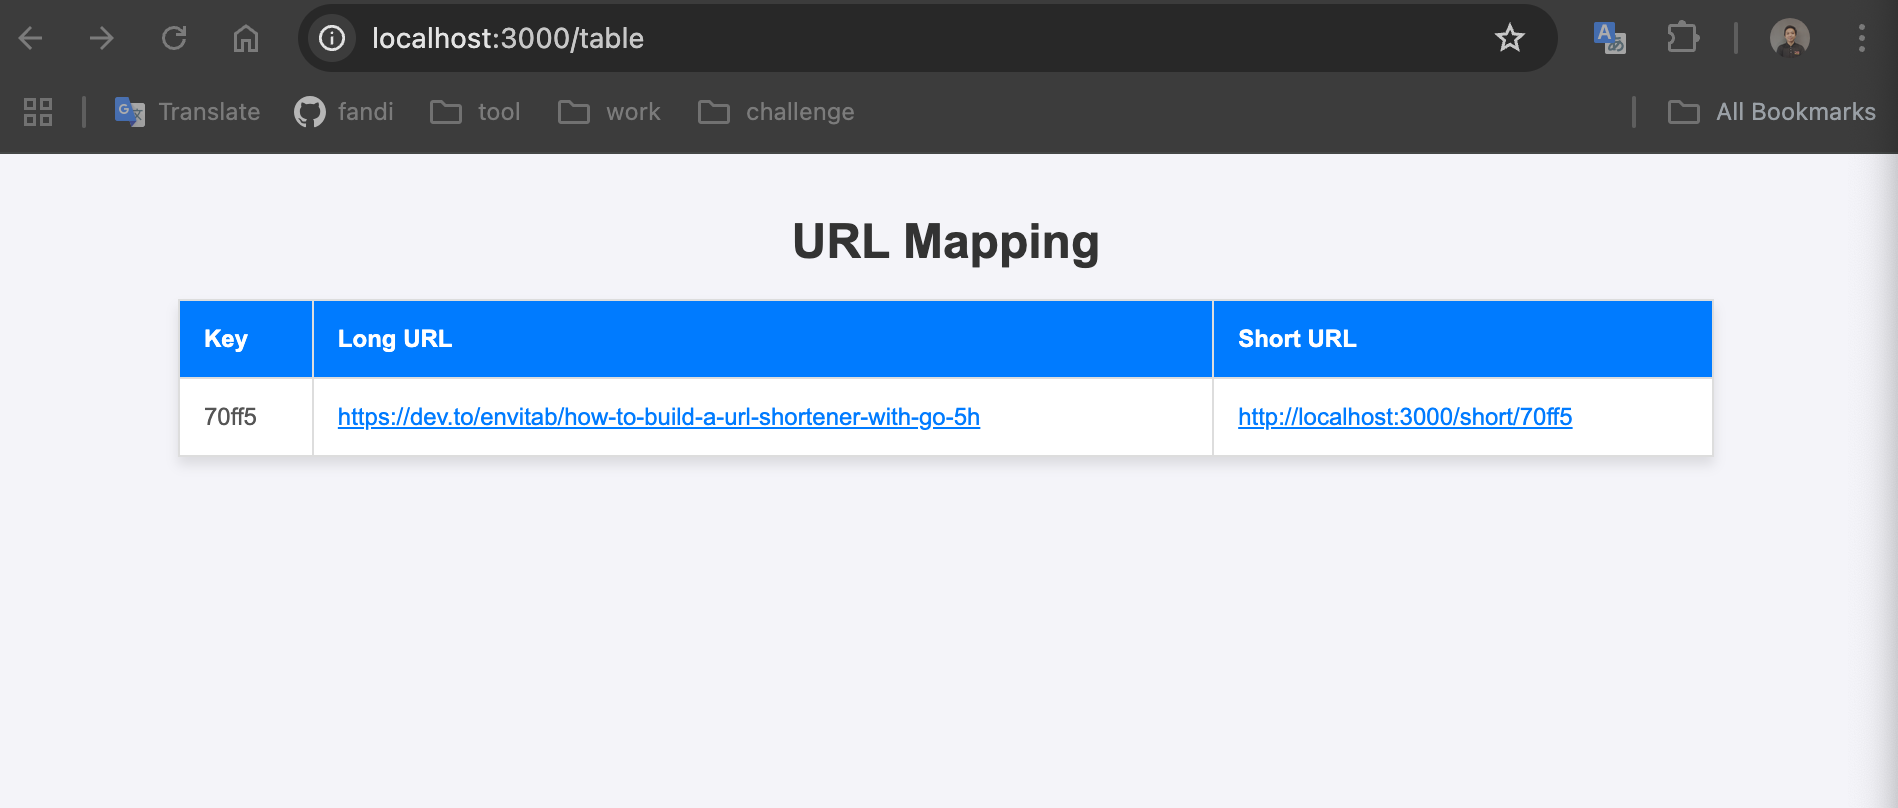 localhost:3000/table
Translate fandi tool work challenge All Bookmarks
URL Mapping
Key Long URL Short URL
70ff5 https://dev.to/envitab/how-to-build-a-url-shortener-with-go-5h http://localhost:3000/short/70ff5